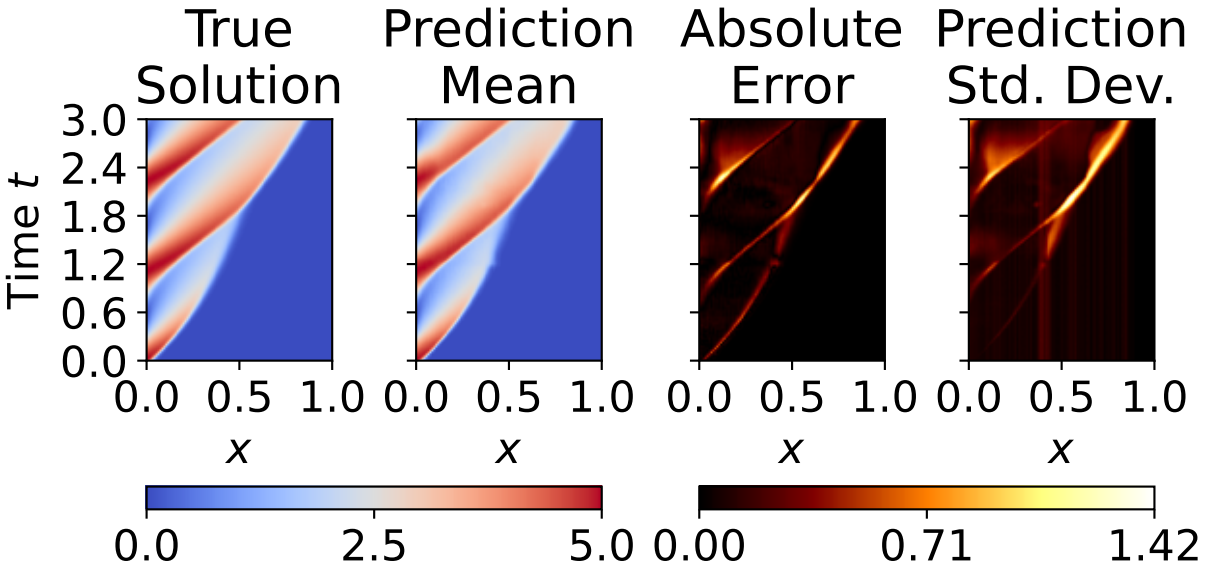 True Solution
Prediction Mean
Absolute Error
Prediction Std. Dev.
Time t
3.0
2.4
1.8
1.2
0.6
0.0
0.0 0.5 1.0
0.0 0.5 1.0
0.0 0.5 1.0
0.0 0.5 1.0
x
x
x
x
0.0 2.5 5.0
0.00 0.71 1.42